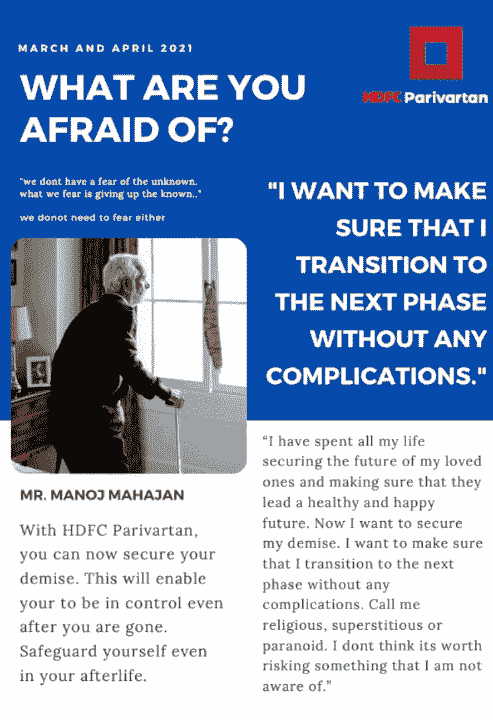 MARCH AND APRIL 2021
WHAT ARE YOU
AFRAID OF?
HDFC Parivartan
"we dont have a fear of the unknown.
what we fear is giving up the known.."
we donot need to fear either
"I WANT TO MAKE
SURE THAT I
TRANSITION TO
THE NEXT PHASE
WITHOUT ANY
COMPLICATIONS."
MR. MANOJ MAHAJAN
With HDFC Parivartan,
you can now secure your
demise. This will enable
your to be in control even
after you are gone.
Safeguard yourself even
in your afterlife.
“I have spent all my life
securing the future of my loved
ones and making sure that they
lead a healthy and happy
future. Now I want to secure
my demise. I want to make sure
that I transition to the next
phase without any
complications. Call me
religious, superstitious or
paranoid. I dont think its worth
risking something that I am not
aware of.”